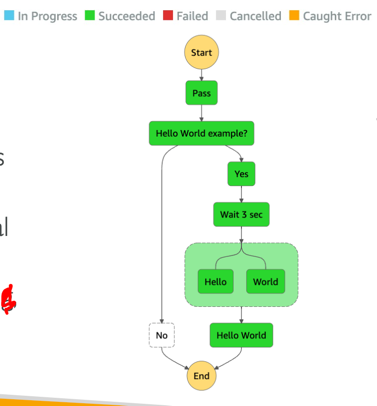 In Progress Succeeded Failed Cancelled Caught Error
Start
Pass
Hello World example?
Yes
Wait 3 sec
Hello World
No
Hello World
End